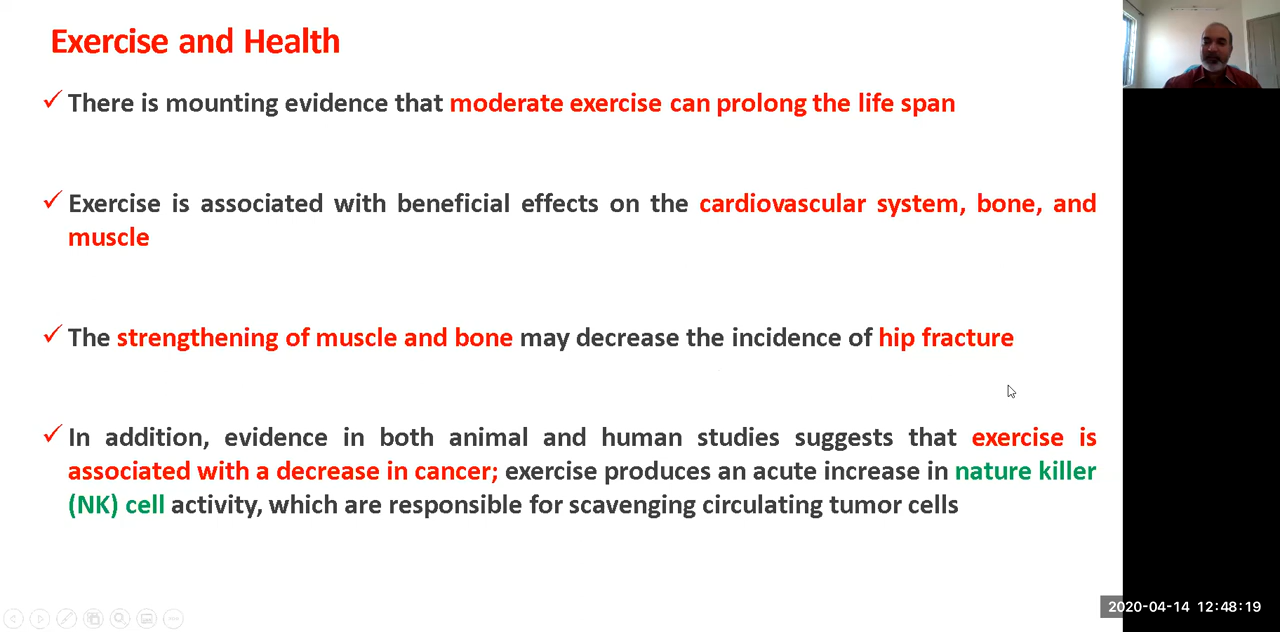 Exercise and Health
✓ There is mounting evidence that moderate exercise can prolong the life span
✓ Exercise is associated with beneficial effects on the cardiovascular system, bone, and
muscle
✓ The strengthening of muscle and bone may decrease the incidence of hip fracture
✓ In addition, evidence in both animal and human studies suggests that exercise is
associated with a decrease in cancer; exercise produces an acute increase in nature killer
(NK) cell activity, which are responsible for scavenging circulating tumor cells
2020-04-14 12:48:19